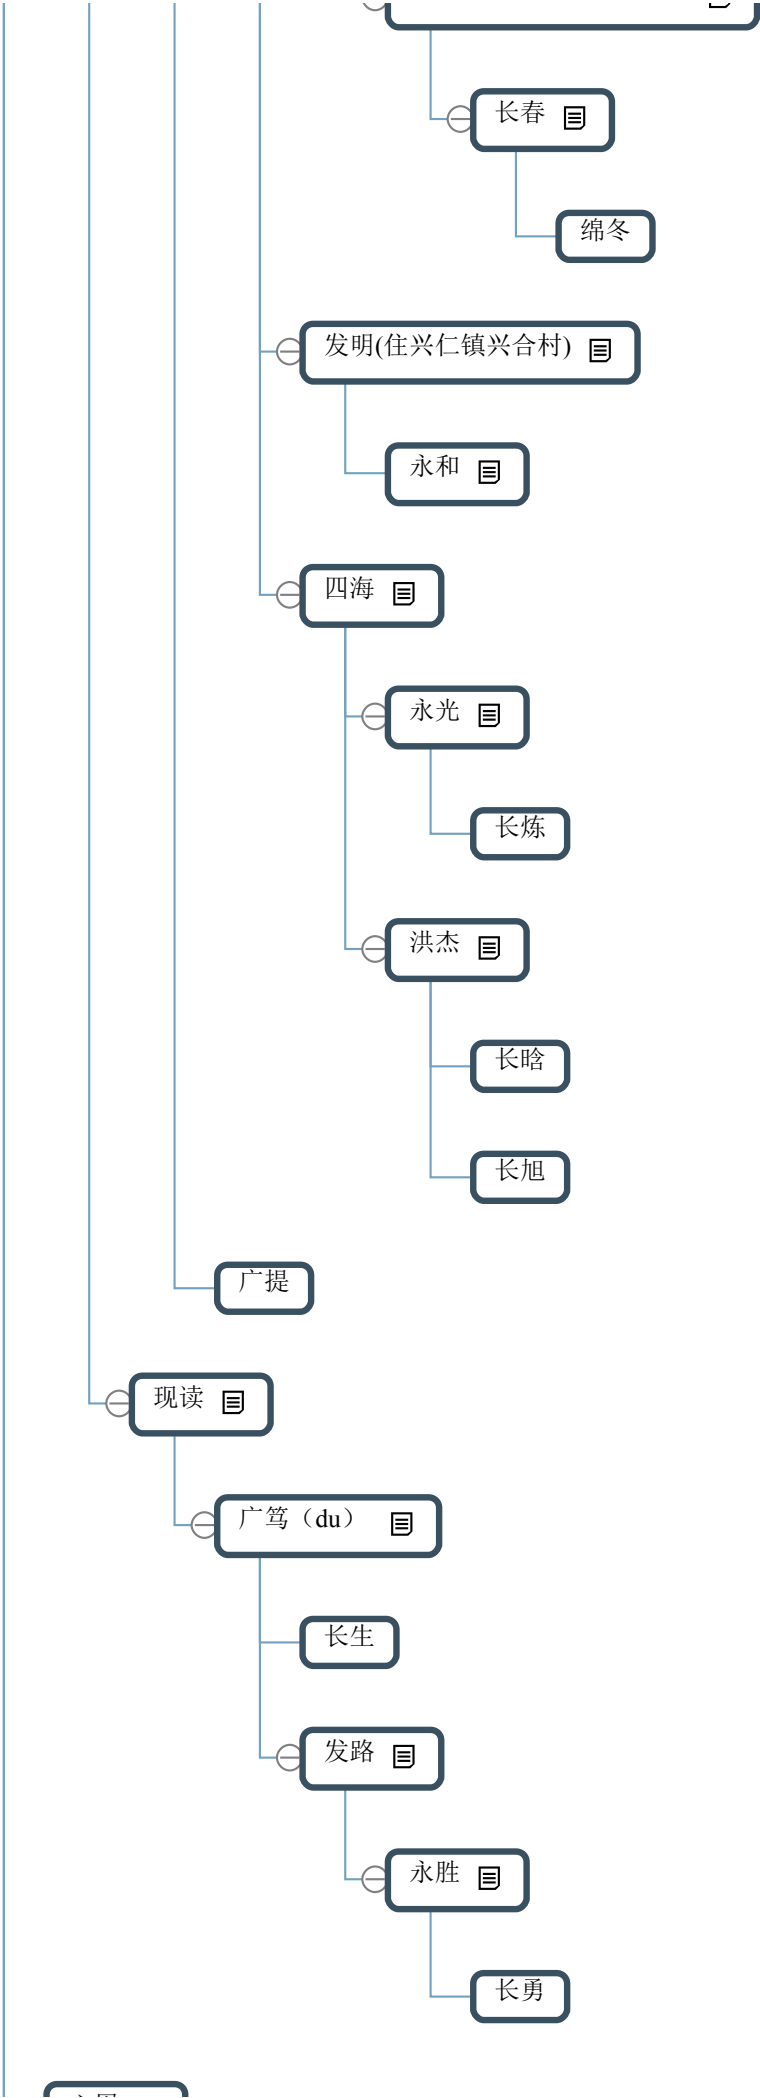 长春
绵冬
发明(住兴仁镇兴合村)
永和
四海
永光
长炼
洪杰
长晗
长旭
广提
现读
广笃（du）
长生
发路
永胜
长勇